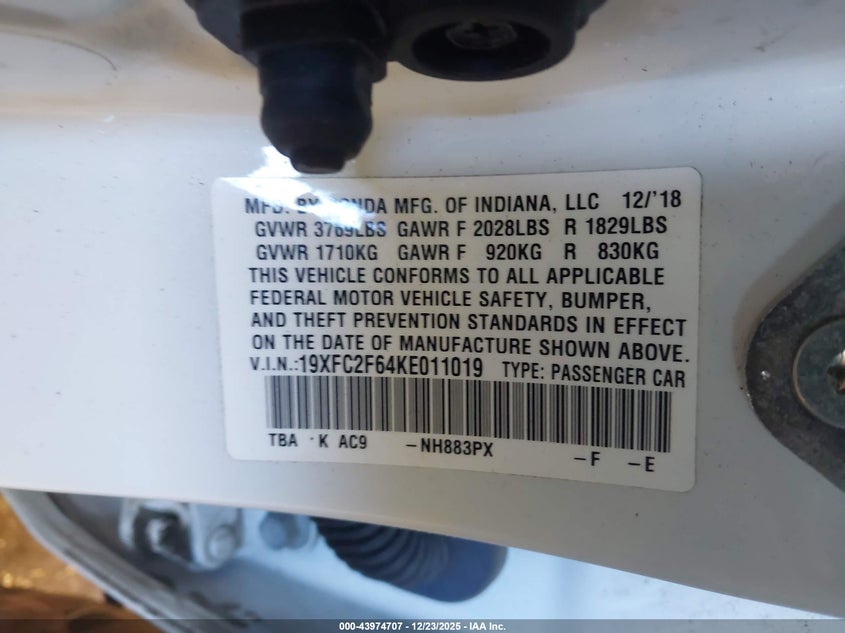 MFD. BY HONDA MFG. OF INDIANA, LLC 12/'18
GVWR 3769LBS GAWR F 2028LBS R 1829LBS
GVWR 1710KG GAWR F 920KG R 830KG
THIS VEHICLE CONFORMS TO ALL APPLICABLE
FEDERAL MOTOR VEHICLE SAFETY, BUMPER,
AND THEFT PREVENTION STANDARDS IN EFFECT
ON THE DATE OF MANUFACTURE SHOWN ABOVE.
V.I.N.:19XFC2F64KE011019 TYPE: PASSENGER CAR
TBA ·K AC9 –NH883PX –F –E
000-43974707 - 12/23/2025 - IAA Inc.